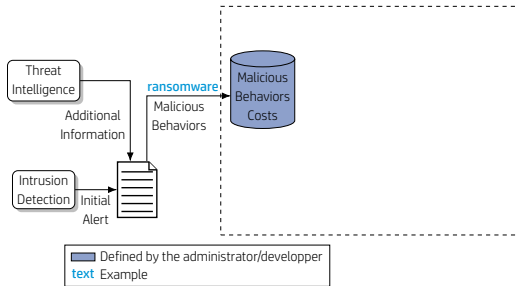 Threat
Intelligence
Additional
Information
ransomware
Malicious
Behaviors
Malicious
Behaviors
Costs
Intrusion
Detection
Initial
Alert
Defined by the administrator/developper
text Example